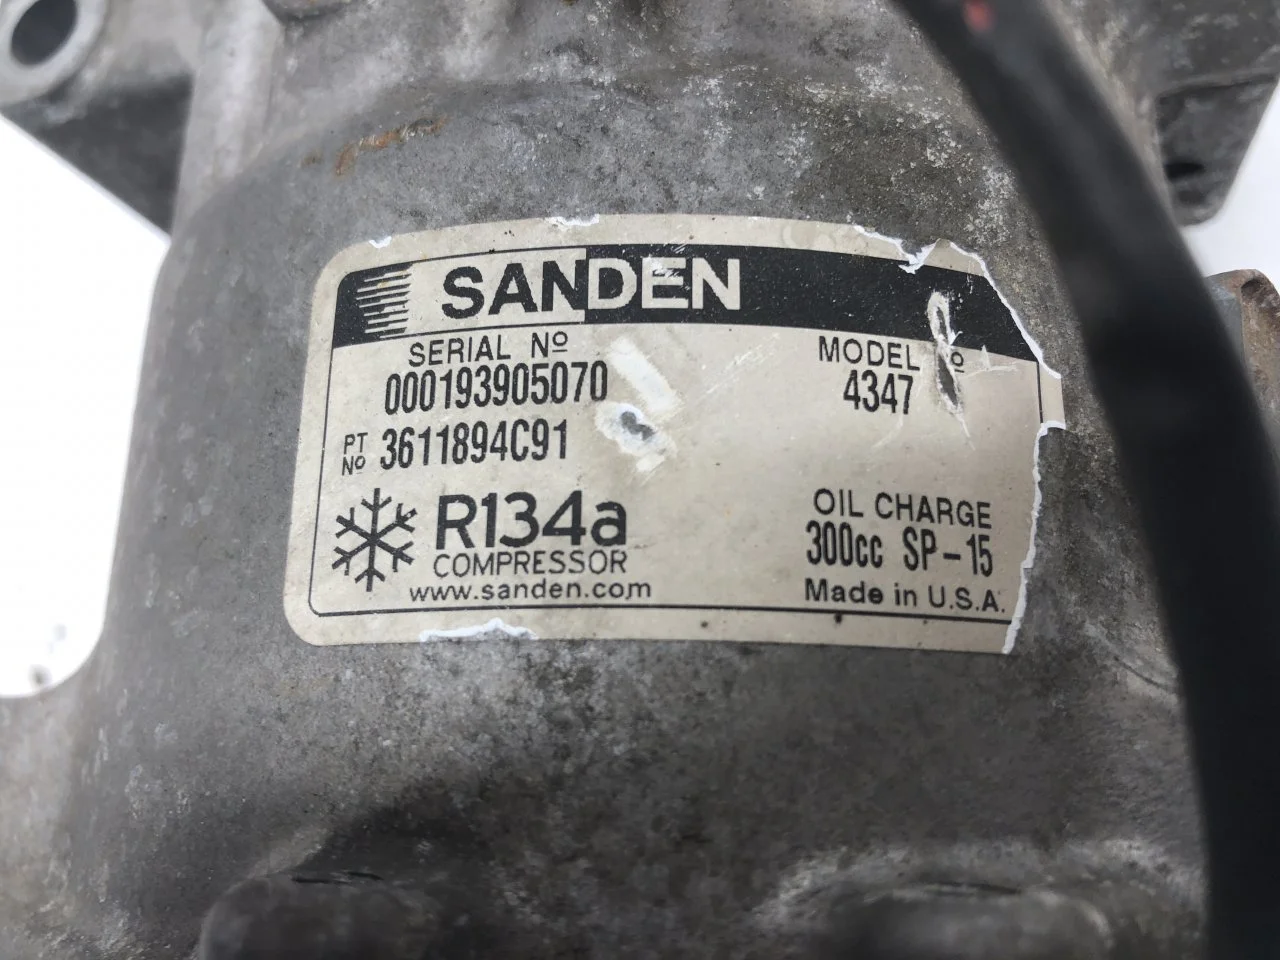 SANDEN
SERIAL Nº
000193905070
MODEL Nº
4347
PT Nº 3611894C91
R134a
COMPRESSOR
www.sanden.com
OIL CHARGE
300cc SP-15
Made in U.S.A.